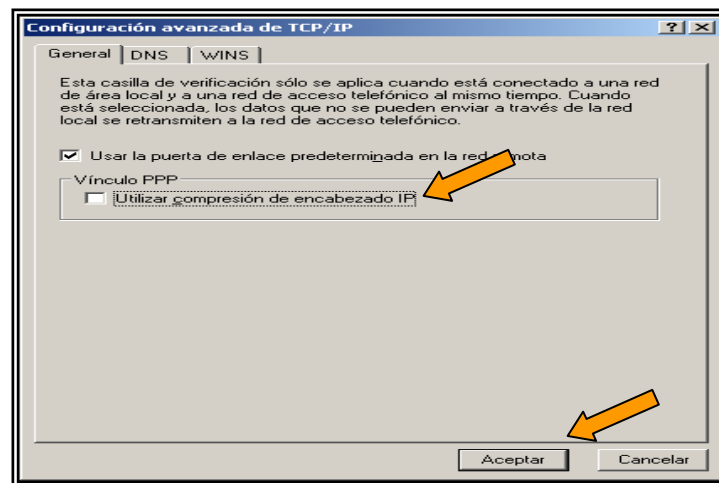 Configuración avanzada de TCP/IP
General DNS WINS
Esta casilla de verificación sólo se aplica cuando está conectado a una red
de área local y a una red de acceso telefónico al mismo tiempo. Cuando
está seleccionada, los datos que no se pueden enviar a través de la red
local se retransmiten a la red de acceso telefónico.
Usar la puerta de enlace predeterminada en la red
Vínculo PPP
Utilizar compresión de encabezado IP
Aceptar Cancelar